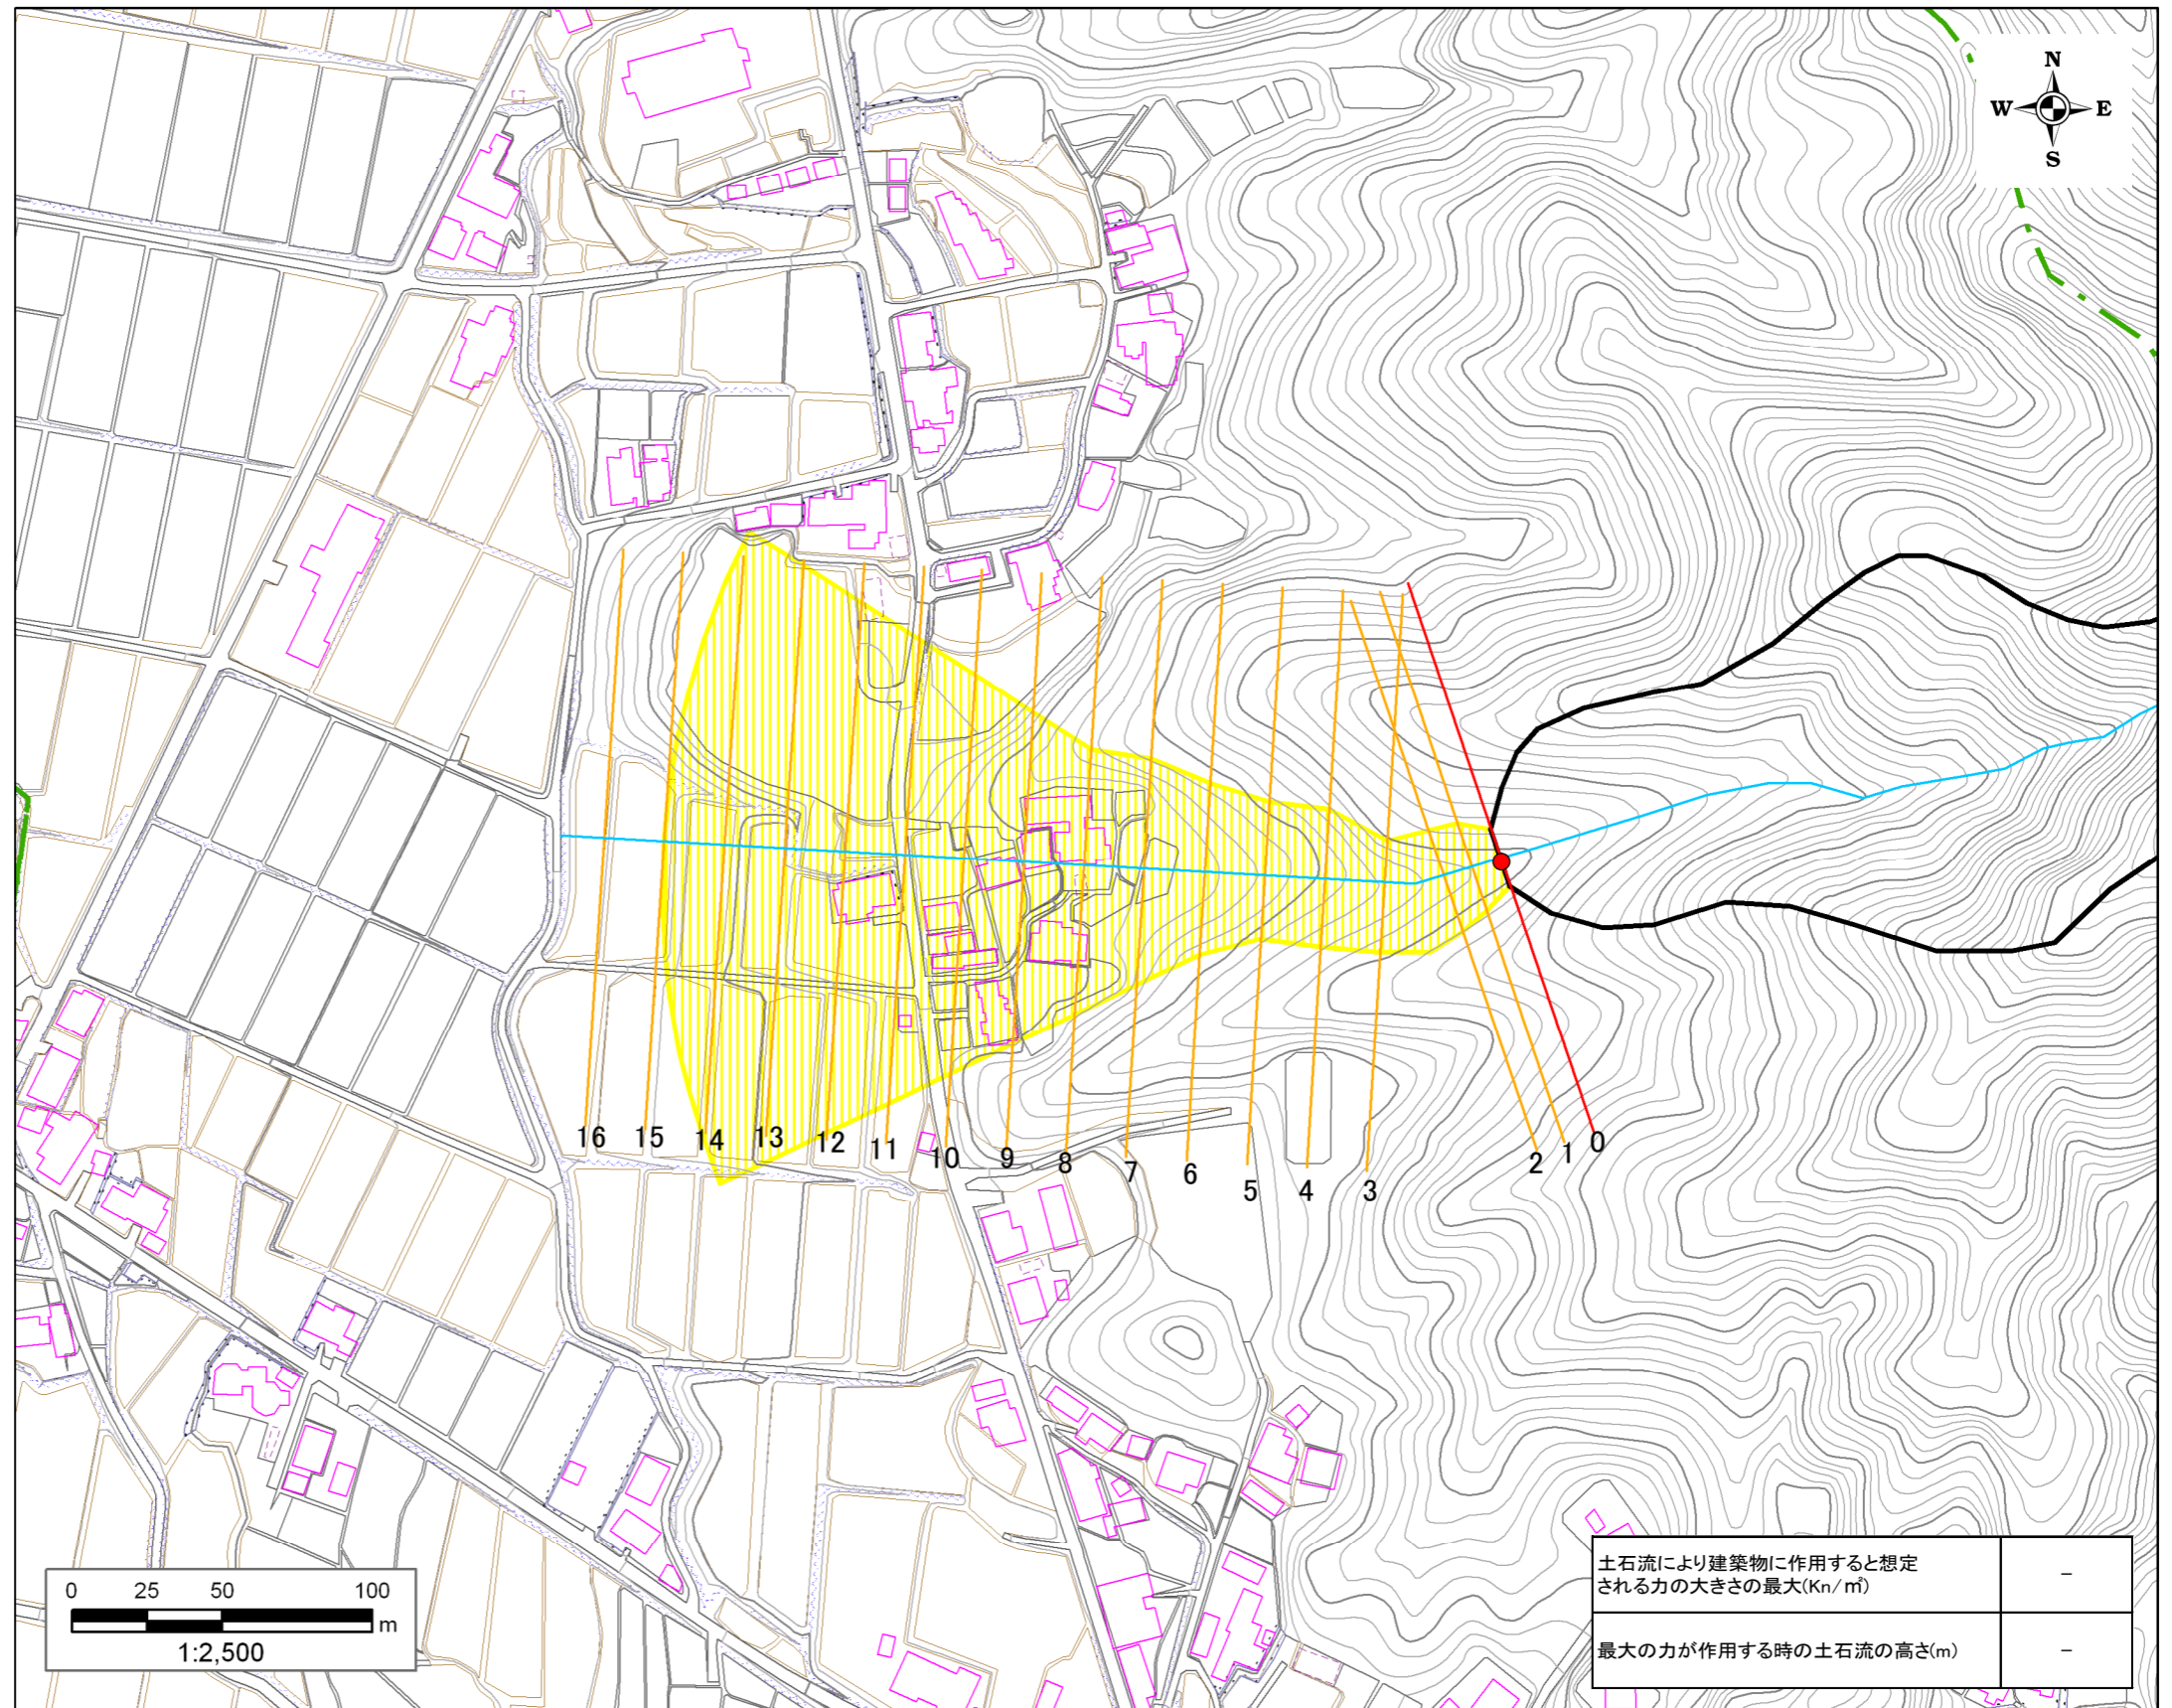 N
W E
S
16 15 14 13 12 11 10 9 8 7 6 5 4 3 2 1 0
0 25 50 100
m
1:2,500
土石流により建築物に作用すると想定
される力の大きさの最大(Kn/㎡)
－
最大の力が作用する時の土石流の高さ(m)
－